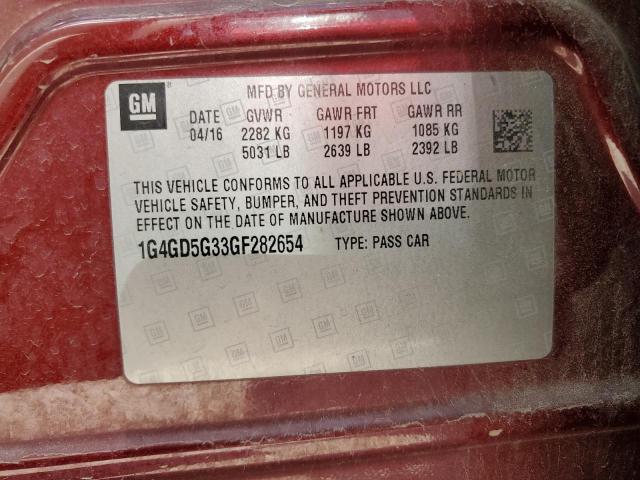 GM
MFD BY GENERAL MOTORS LLC
DATE GVWR GAWR FRT GAWR RR
04/16 2282 KG 1197 KG 1085 KG
5031 LB 2639 LB 2392 LB
THIS VEHICLE CONFORMS TO ALL APPLICABLE U.S. FEDERAL MOTOR
VEHICLE SAFETY, BUMPER, AND THEFT PREVENTION STANDARDS IN
EFFECT ON THE DATE OF MANUFACTURE SHOWN ABOVE.
1G4GD5G33GF282654 TYPE: PASS CAR